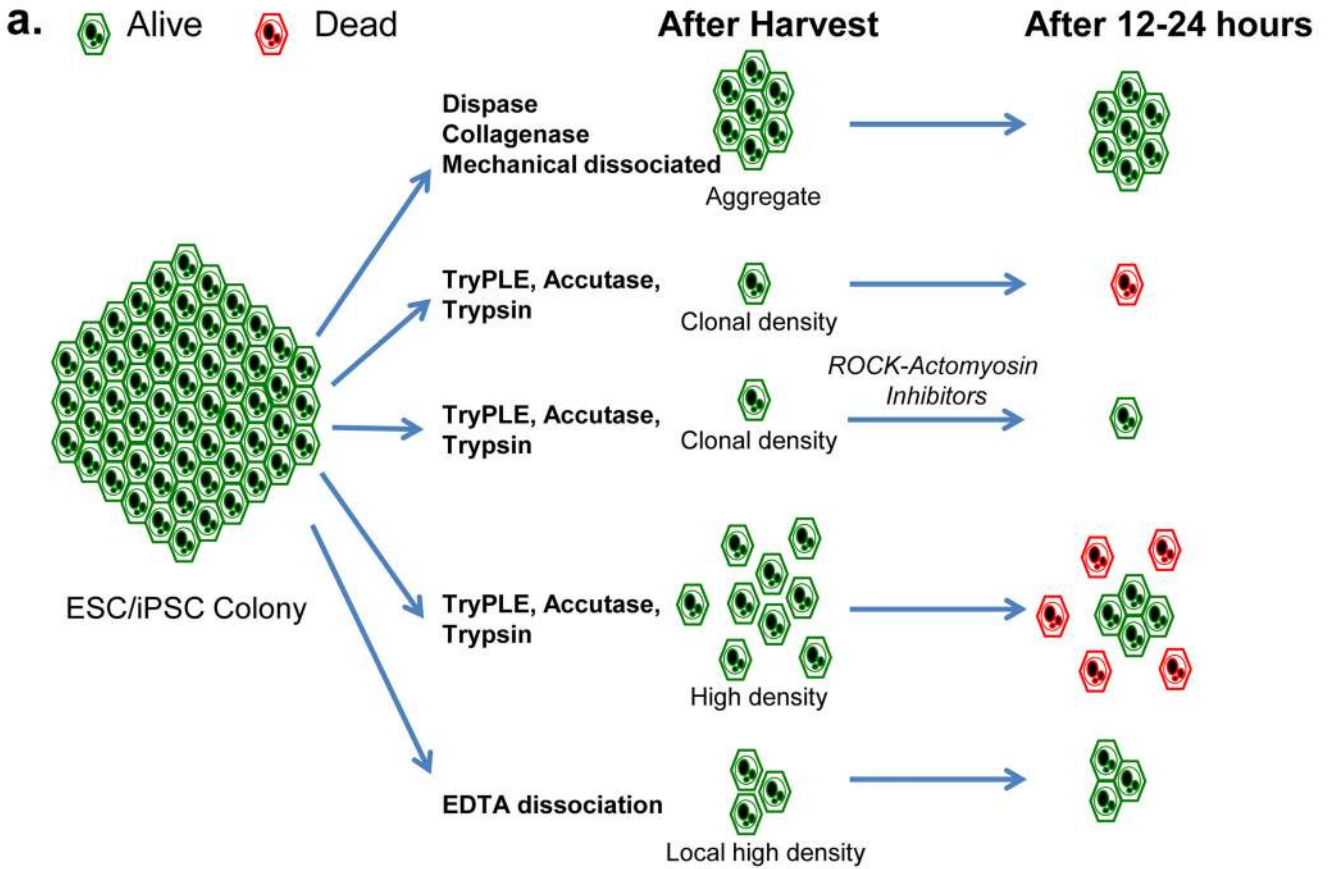 a.
Alive
Dead
After Harvest
After 12-24 hours
Dispase
Collagenase
Mechanical dissociated
Aggregate
TryPLE, Accutase,
Trypsin
Clonal density
TryPLE, Accutase,
Trypsin
Clonal density
ROCK-Actomyosin
Inhibitors
ESC/iPSC Colony
TryPLE, Accutase,
Trypsin
High density
EDTA dissociation
Local high density